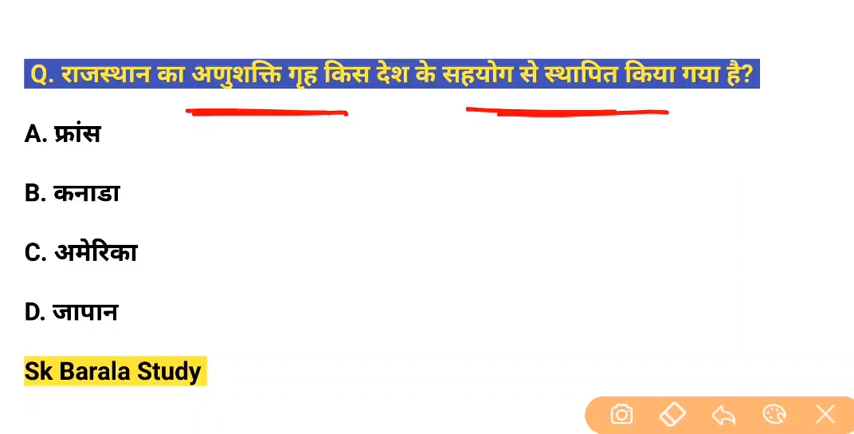 Q. राजस्थान का अणुशक्ति गृह किस देश के सहयोग से स्थापित किया गया है?
A. फ्रांस
B. कनाडा
C. अमेरिका
D. जापान
Sk Barala Study